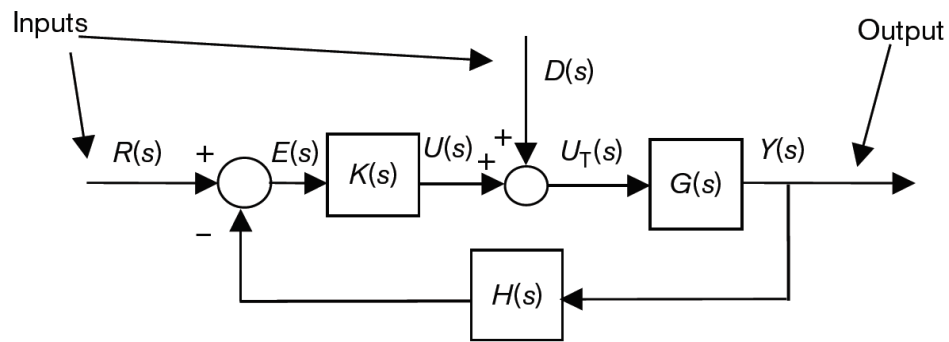 Inputs
Output
D(s)
R(s)
+
E(s)
K(s)
U(s)
+
+
U_T(s)
G(s)
Y(s)
−
H(s)